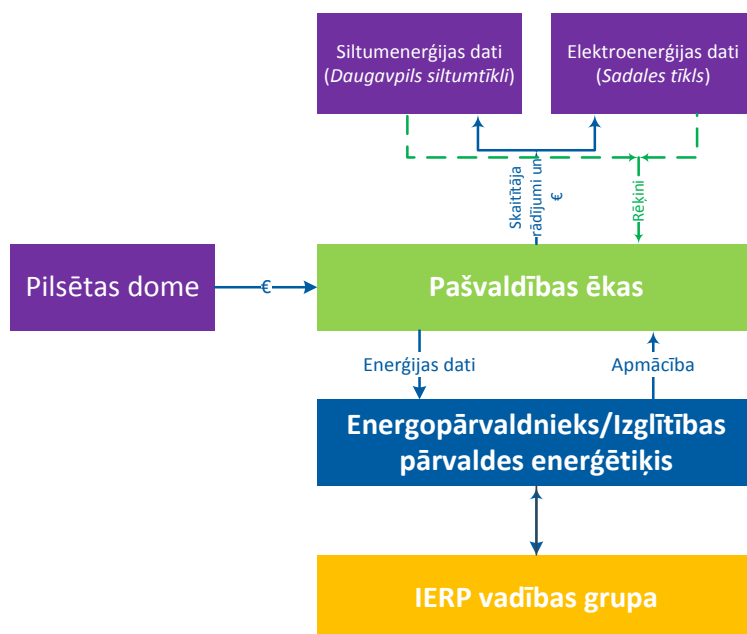 Siltumenerģijas dati
(Daugavpils siltumtīkli)
Elektroenerģijas dati
(Sadales tīkls)
Skaitītāja
rādījumi un
€
Rēķini
Pilsētas dome
€
Pašvaldības ēkas
Enerģijas dati
Apmācība
Energopārvaldnieks/Izglītības
pārvaldes enerģētiķis
IERP vadības grupa